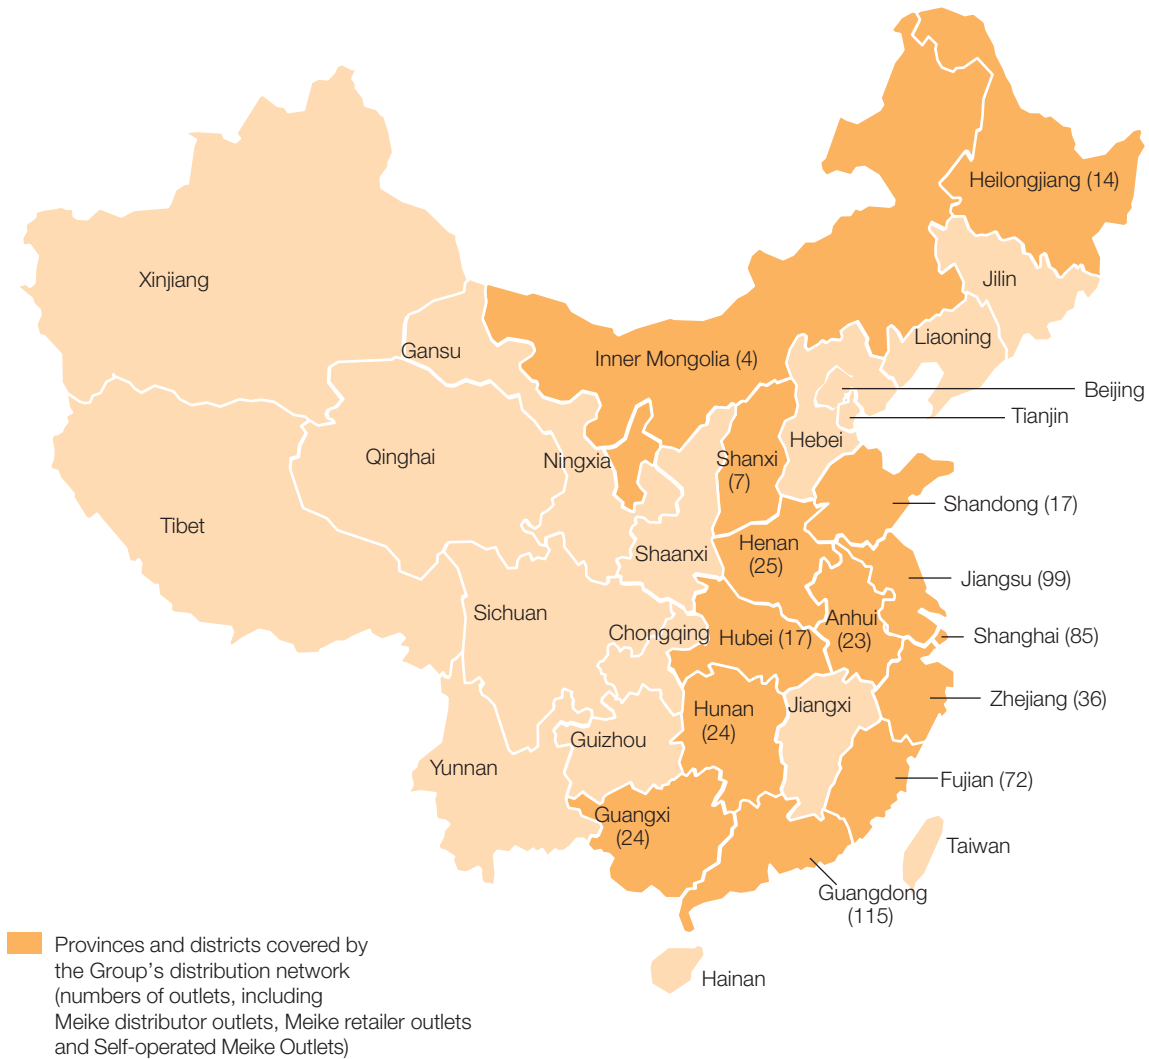 Heilongjiang (14)
Xinjiang
Jilin
Liaoning
Gansu
Inner Mongolia (4)
Beijing
Tianjin
Hebei
Qinghai
Ningxia
Shanxi
(7)
Shandong (17)
Tibet
Shaanxi
Henan
(25)
Jiangsu (99)
Sichuan
Chongqing
Hubei (17)
Anhui
(23)
Shanghai (85)
Zhejiang (36)
Hunan
(24)
Jiangxi
Guizhou
Yunnan
Fujian (72)
Guangxi
(24)
Taiwan
Guangdong
(115)
Hainan
Provinces and districts covered by
the Group's distribution network
(numbers of outlets, including
Meike distributor outlets, Meike retailer outlets
and Self-operated Meike Outlets)